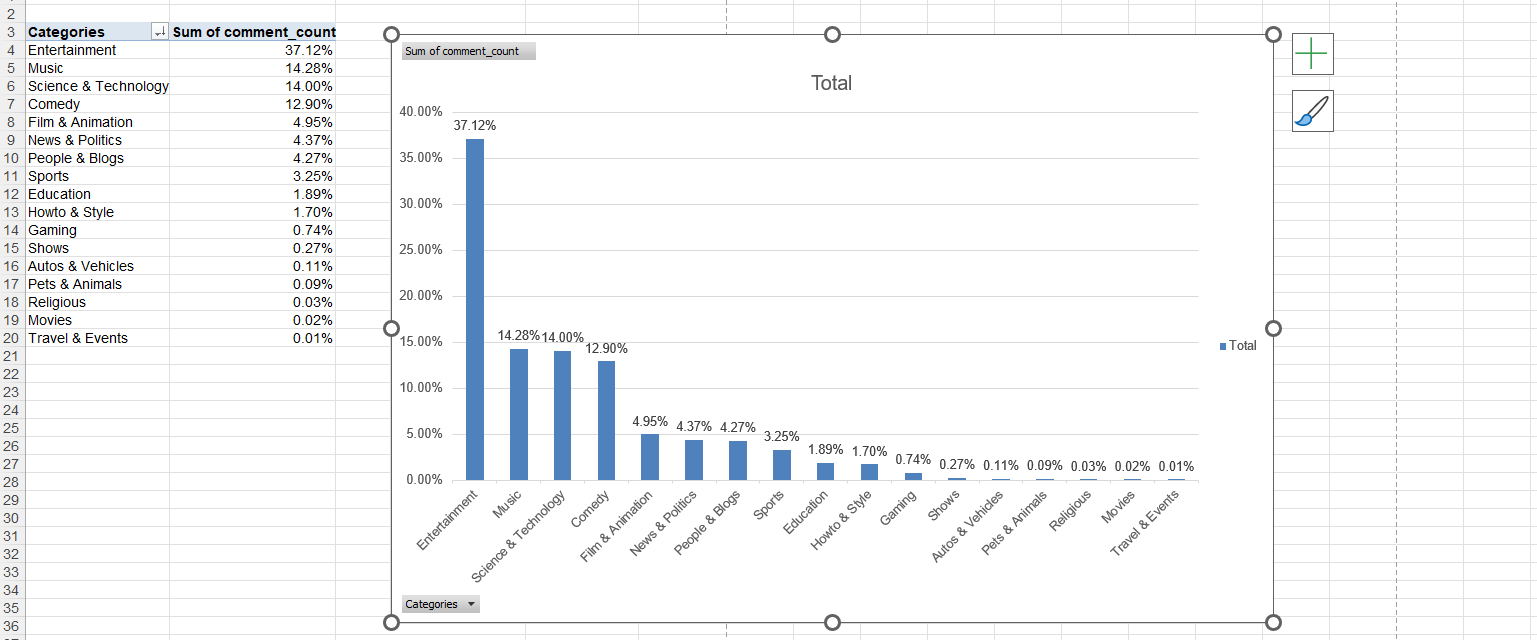 2
3 Categories Sum of comment_count
4 Entertainment 37.12%
5 Music 14.28%
6 Science & Technology 14.00%
7 Comedy 12.90%
8 Film & Animation 4.95%
9 News & Politics 4.37%
10 People & Blogs 4.27%
11 Sports 3.25%
12 Education 1.89%
13 Howto & Style 1.70%
14 Gaming 0.74%
15 Shows 0.27%
16 Autos & Vehicles 0.11%
17 Pets & Animals 0.09%
18 Religious 0.03%
19 Movies 0.02%
20 Travel & Events 0.01%
21
22
23
24
25
26
27
28
29
30
31
32
33
34
35
36
Sum of comment_count
Total
40.00%
35.00%
30.00%
25.00%
20.00%
15.00%
10.00%
5.00%
0.00%
37.12% 14.28% 14.00% 12.90% 4.95% 4.37% 4.27% 3.25% 1.89% 1.70% 0.74% 0.27% 0.11% 0.09% 0.03% 0.02% 0.01%
Entertainment
Music
Science & Technology
Comedy
Film & Animation
News & Politics
People & Blogs
Sports
Education
Howto & Style
Gaming
Shows
Autos & Vehicles
Pets & Animals
Religious
Movies
Travel & Events
Total
Categories